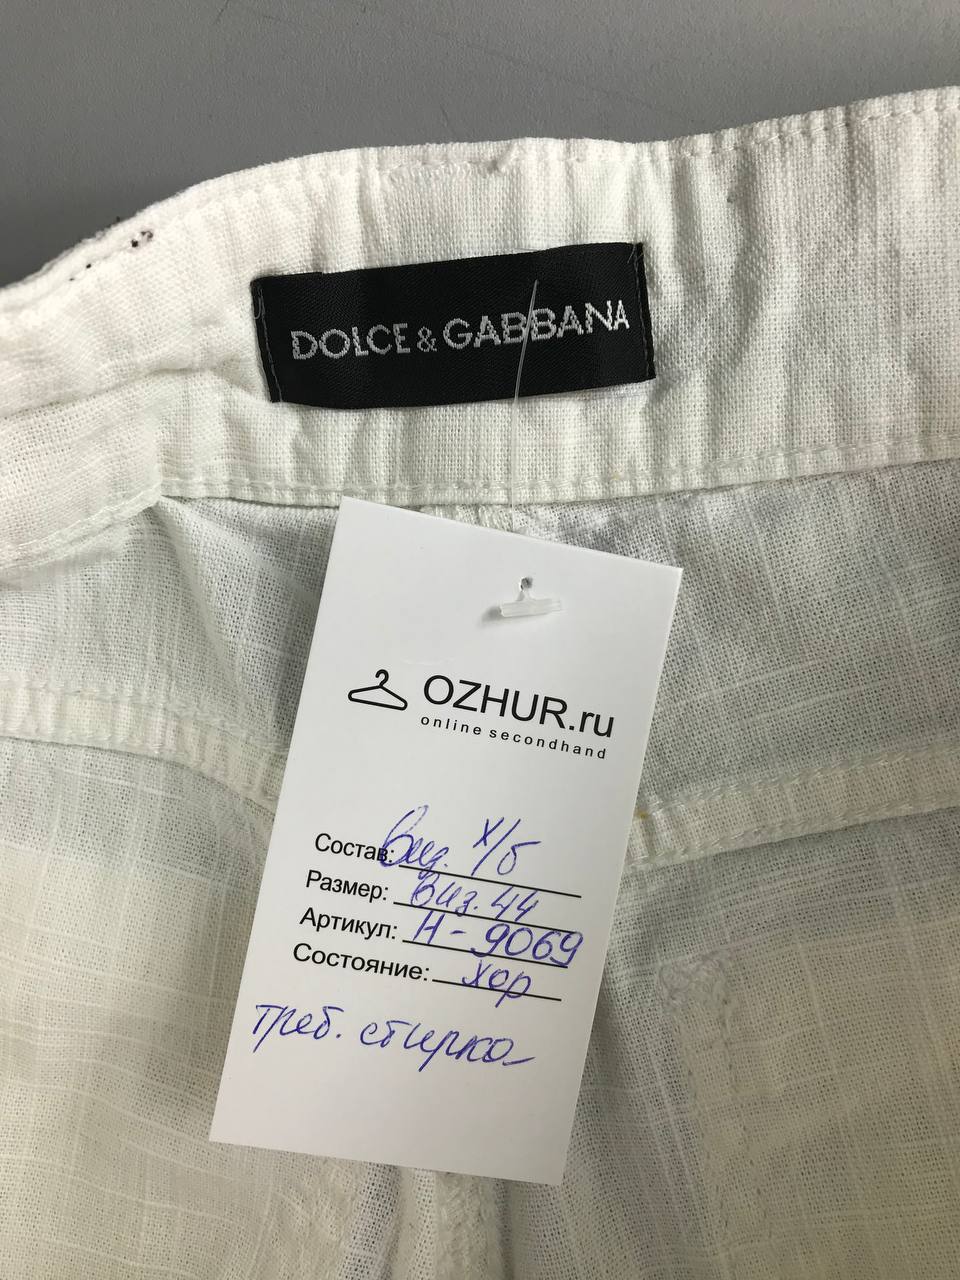 DOLCE & GABBANA
OZHUR.ru
online secondhand
Состав: Виз. х/б
Размер: Виз. 44
Артикул: Н-9069
Состояние: хор
треб. стирка